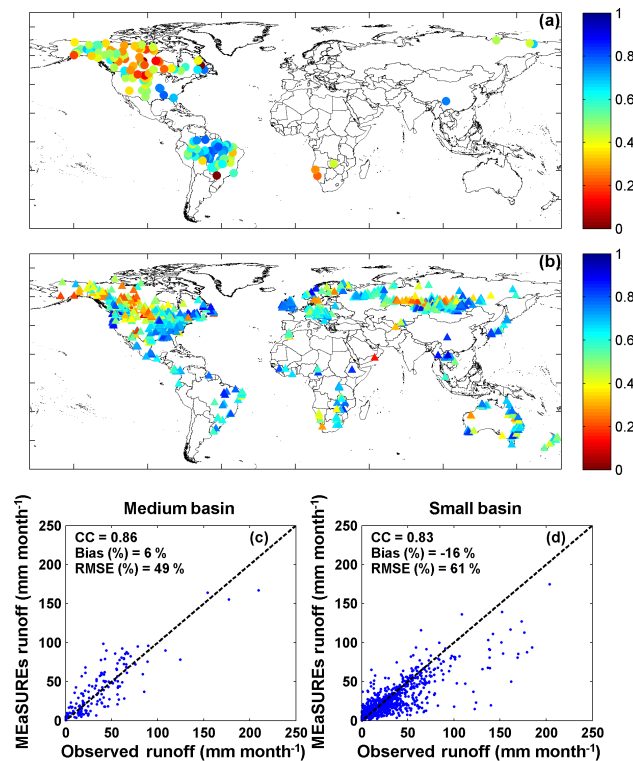 (a)
1
0.8
0.6
0.4
0.2
0
(b)
1
0.8
0.6
0.4
0.2
0
Medium basin
MEaSUREs runoff (mm month-1)
250
200
150
100
50
0
CC = 0.86
Bias (%) = 6 %
RMSE (%) = 49 %
(c)
0 50 100 150 200 250
Observed runoff (mm month-1)
Small basin
MEaSUREs runoff (mm month-1)
250
200
150
100
50
0
CC = 0.83
Bias (%) = -16 %
RMSE (%) = 61 %
(d)
0 50 100 150 200 250
Observed runoff (mm month-1)